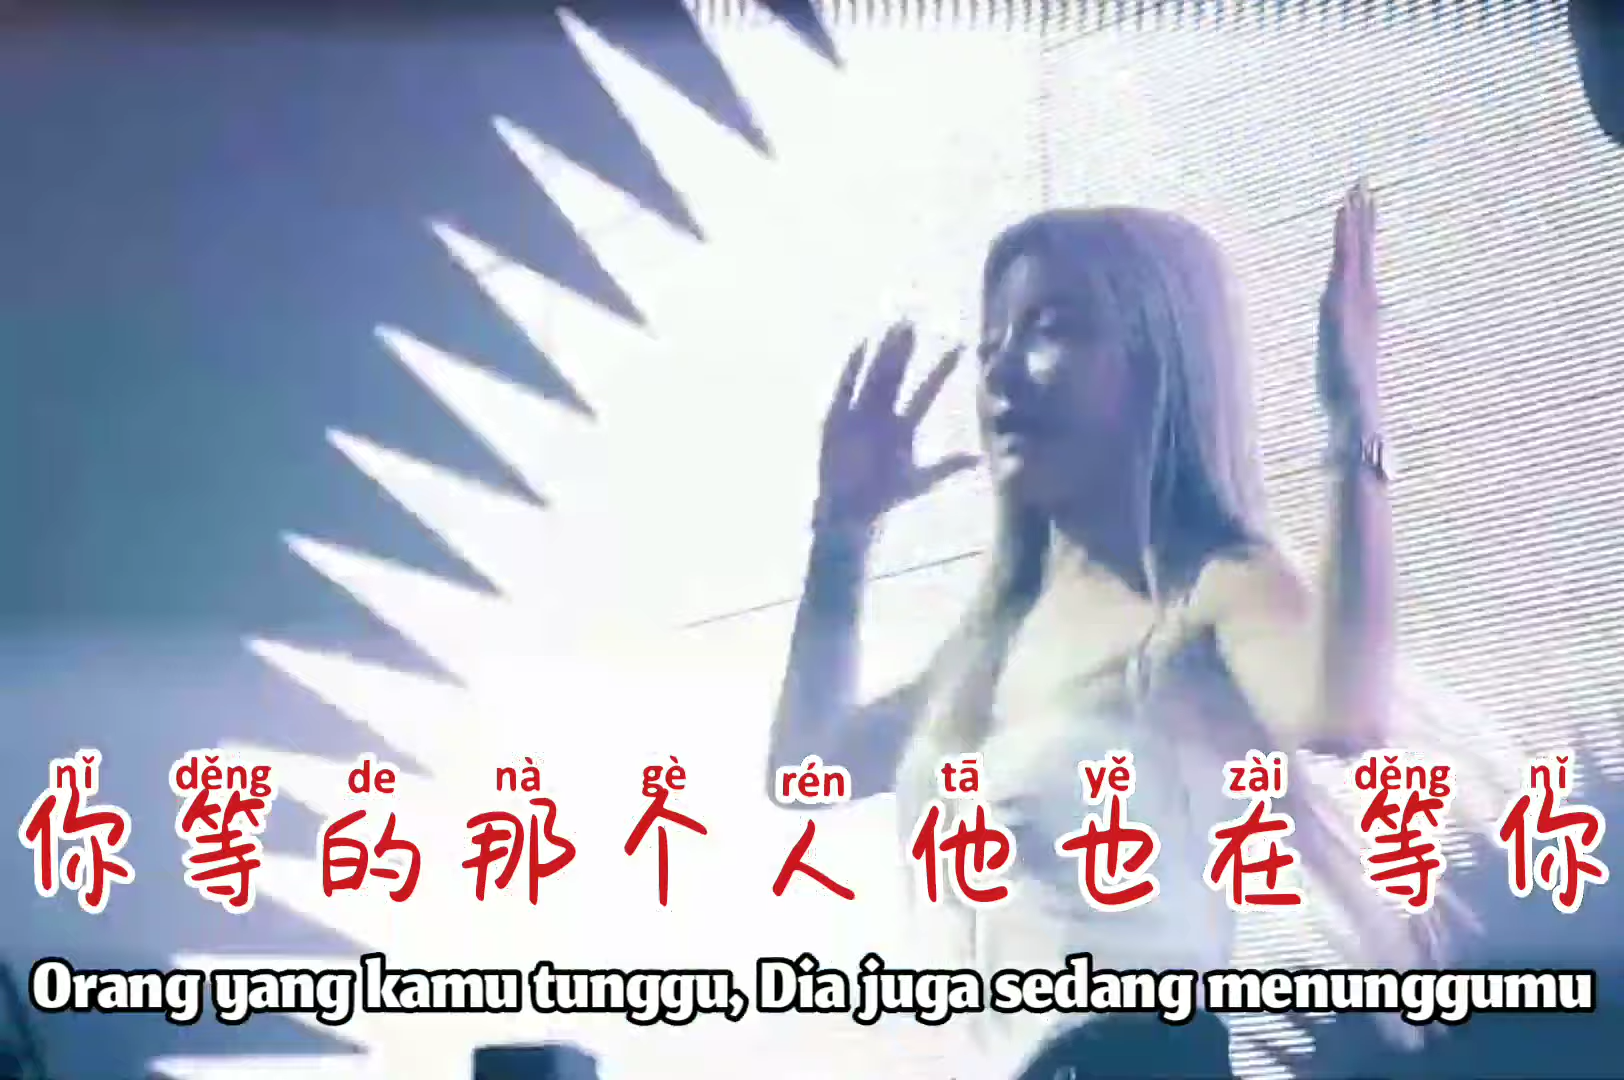 nǐ děng de nà gè rén tā yě zài děng nǐ
你等的那个人他也在等你
Orang yang kamu tunggu, Dia juga sedang menunggumu